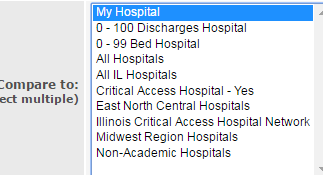 My Hospital
0 - 100 Discharges Hospital
0 - 99 Bed Hospital
All Hospitals
All IL Hospitals
Compare to:
Critical Access Hospital - Yes
ect multiple)
East North Central Hospitals
Illinois Critical Access Hospital Network
Midwest Region Hospitals
Non-Academic Hospitals